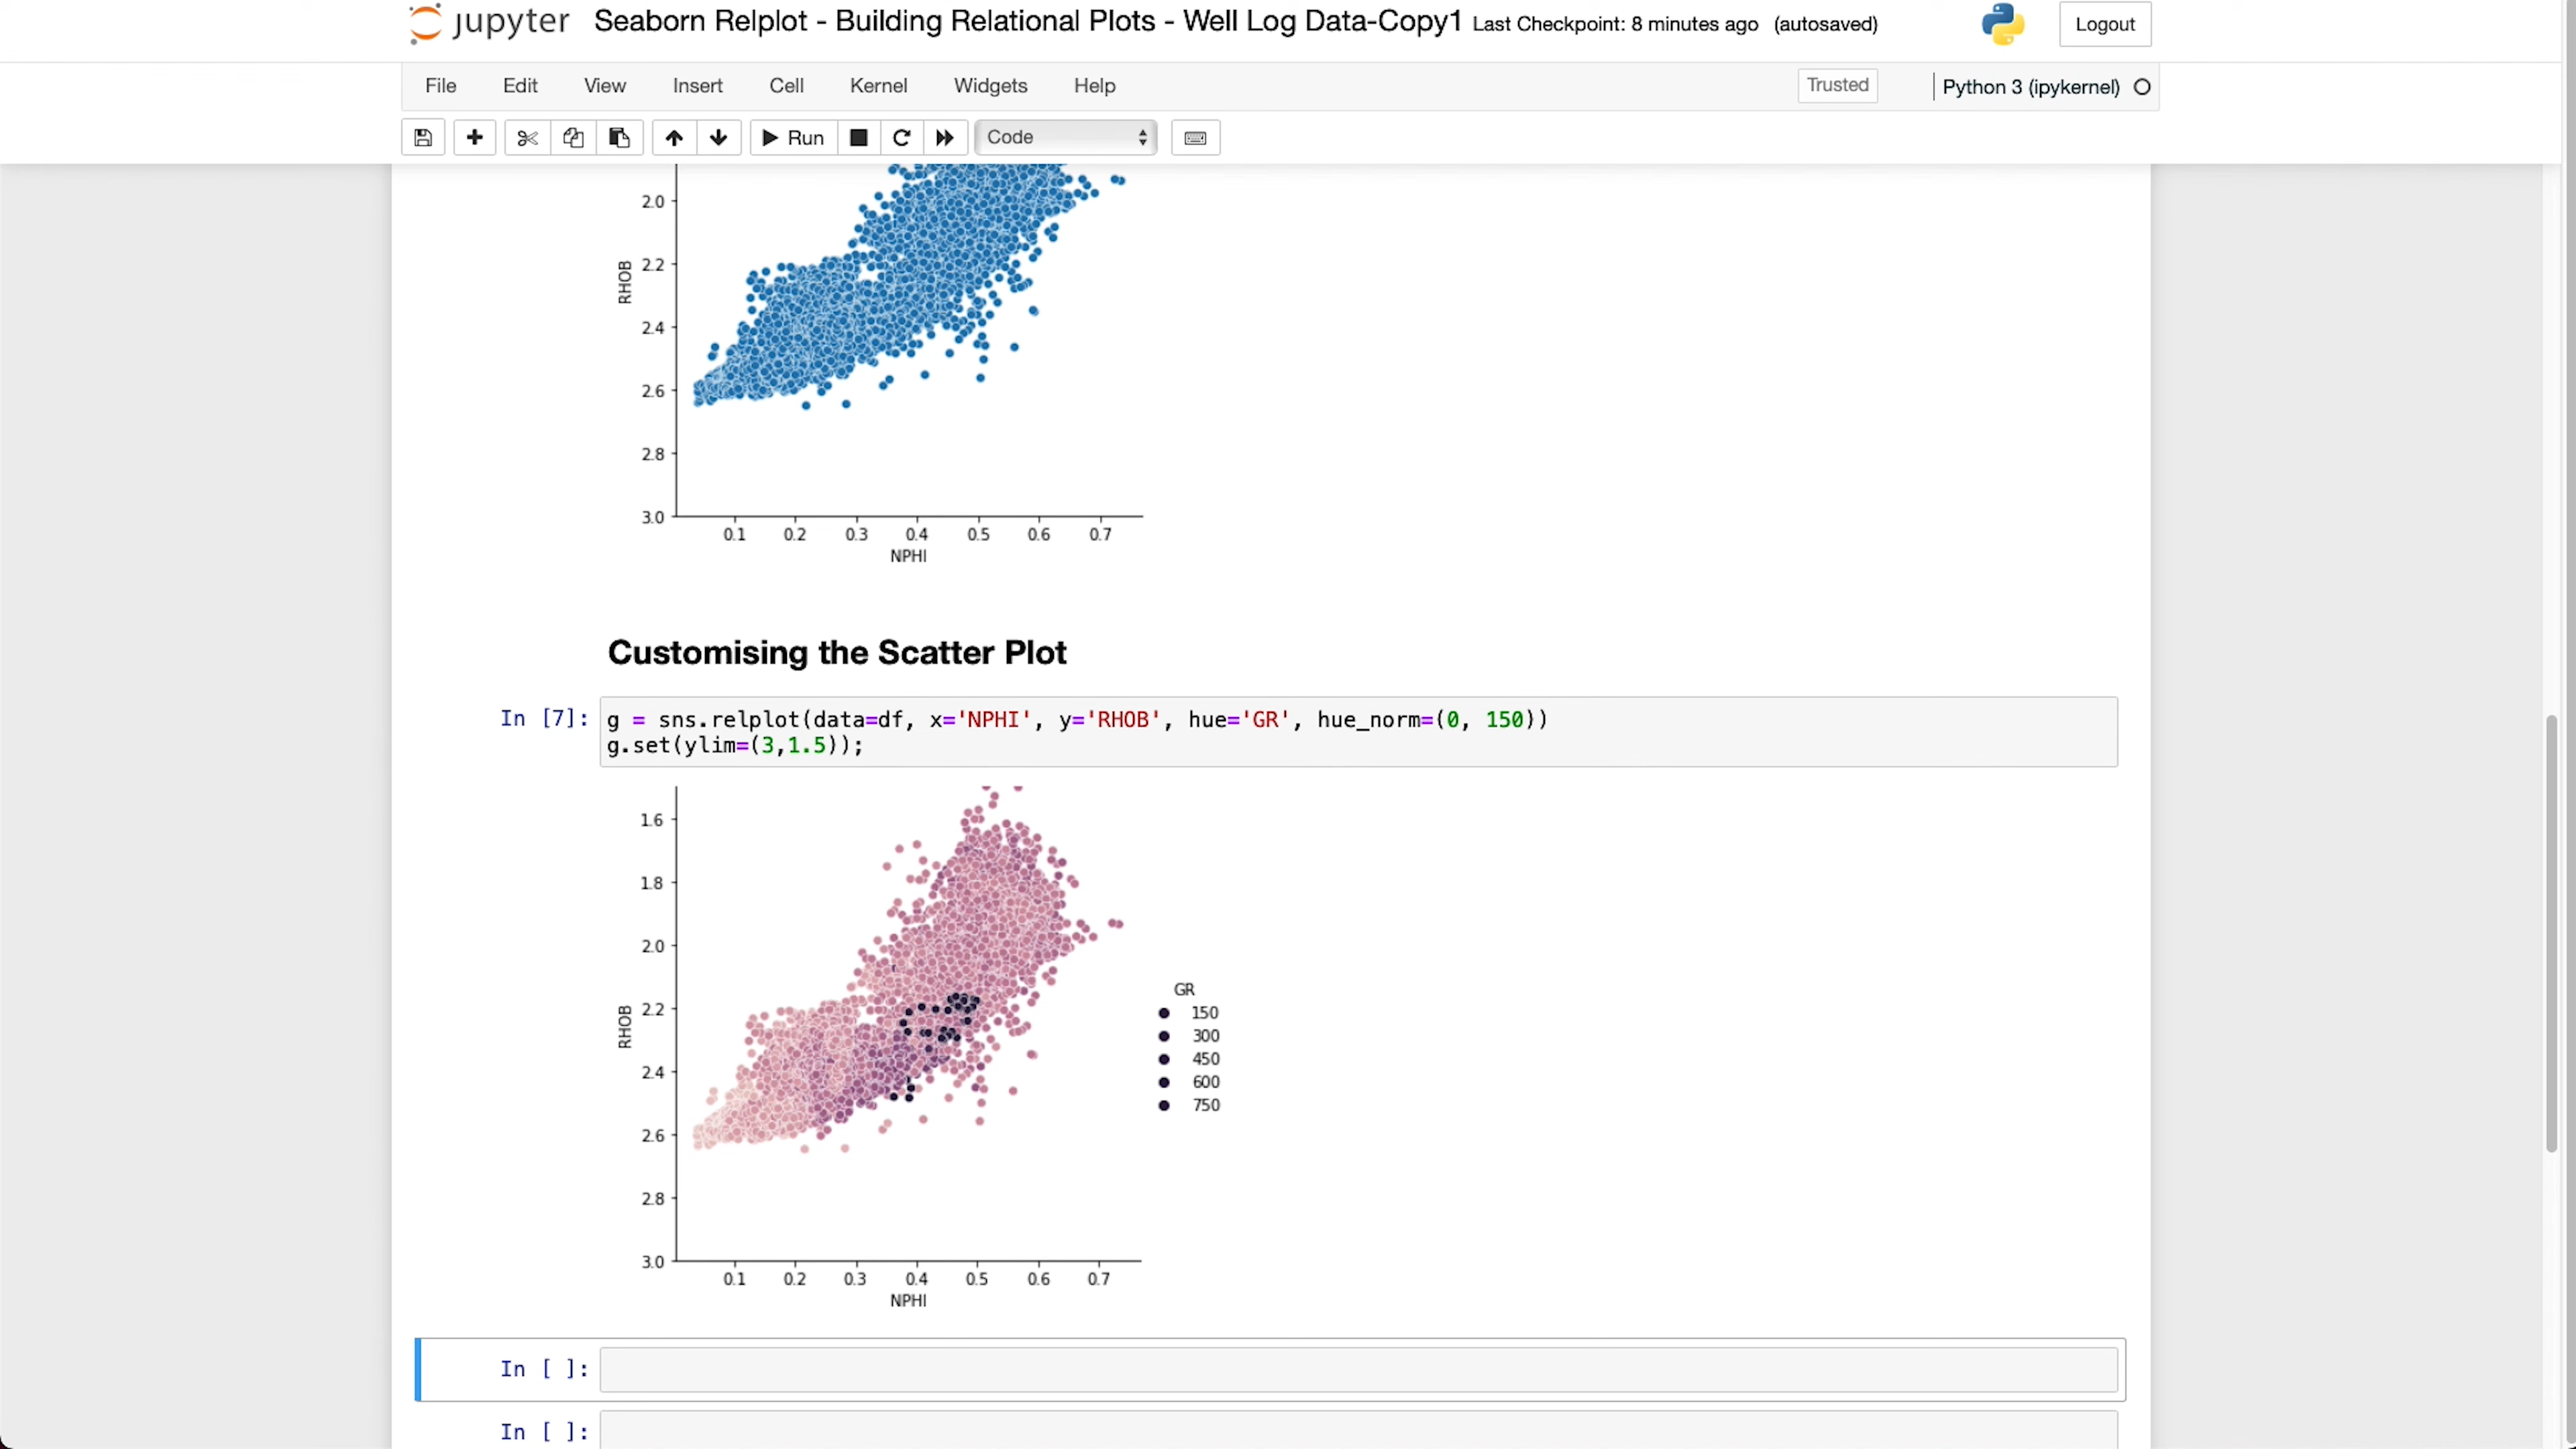 jupyter Seaborn Relplot - Building Relational Plots - Well Log Data-Copy1 Last Checkpoint: 8 minutes ago (autosaved) Logout
File Edit View Insert Cell Kernel Widgets Help Trusted Python 3 (ipykernel)
Run Code
2.0
2.2
2.4
2.6
2.8
3.0
RHOB
0.1 0.2 0.3 0.4 0.5 0.6 0.7
NPHI
Customising the Scatter Plot
In [7]: g = sns.relplot(data=df, x='NPHI', y='RHOB', hue='GR', hue_norm=(0, 150))
g.set(ylim=(3,1.5));
1.6
1.8
2.0
2.2
2.4
2.6
2.8
3.0
RHOB
0.1 0.2 0.3 0.4 0.5 0.6 0.7
NPHI
GR
150
300
450
600
750
In [ ]:
In [ ]: